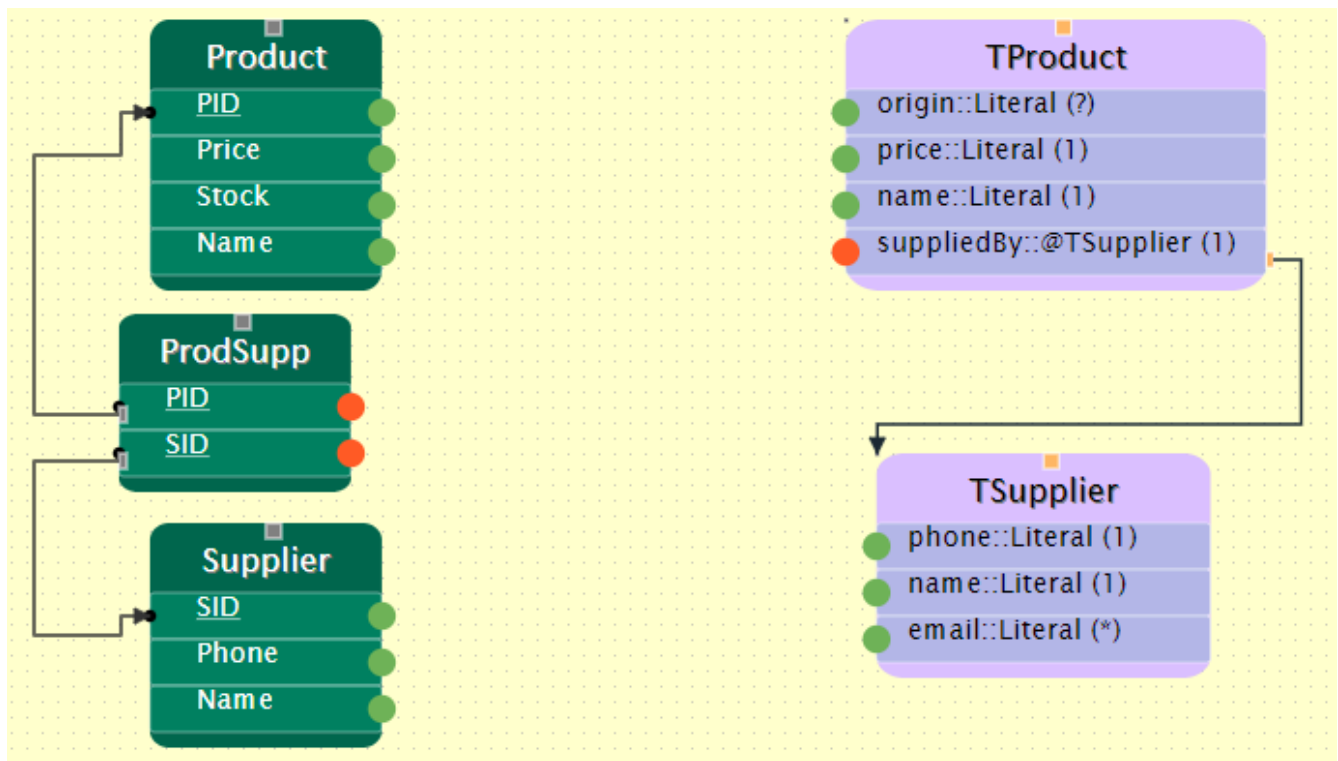 Product
PID
Price
Stock
Name
ProdSupp
PID
SID
Supplier
SID
Phone
Name
TProduct
origin::Literal (?)
price::Literal (1)
name::Literal (1)
suppliedBy::@TSupplier (1)
TSupplier
phone::Literal (1)
name::Literal (1)
email::Literal (*)